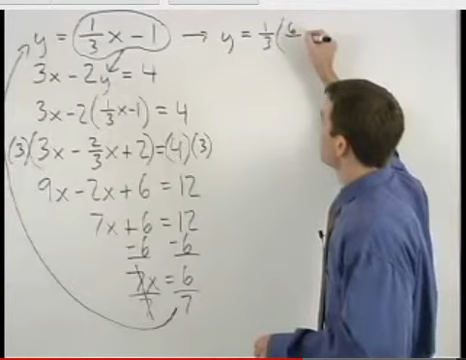 y = 1/3 x - 1 → y = 1/3 ( 6
3x - 2y = 4
3x - 2(1/3 x - 1) = 4
(3)(3x - 2/3 x + 2) = (4)(3)
9x - 2x + 6 = 12
7x + 6 = 12
-6 -6
7x/7 = 6/7